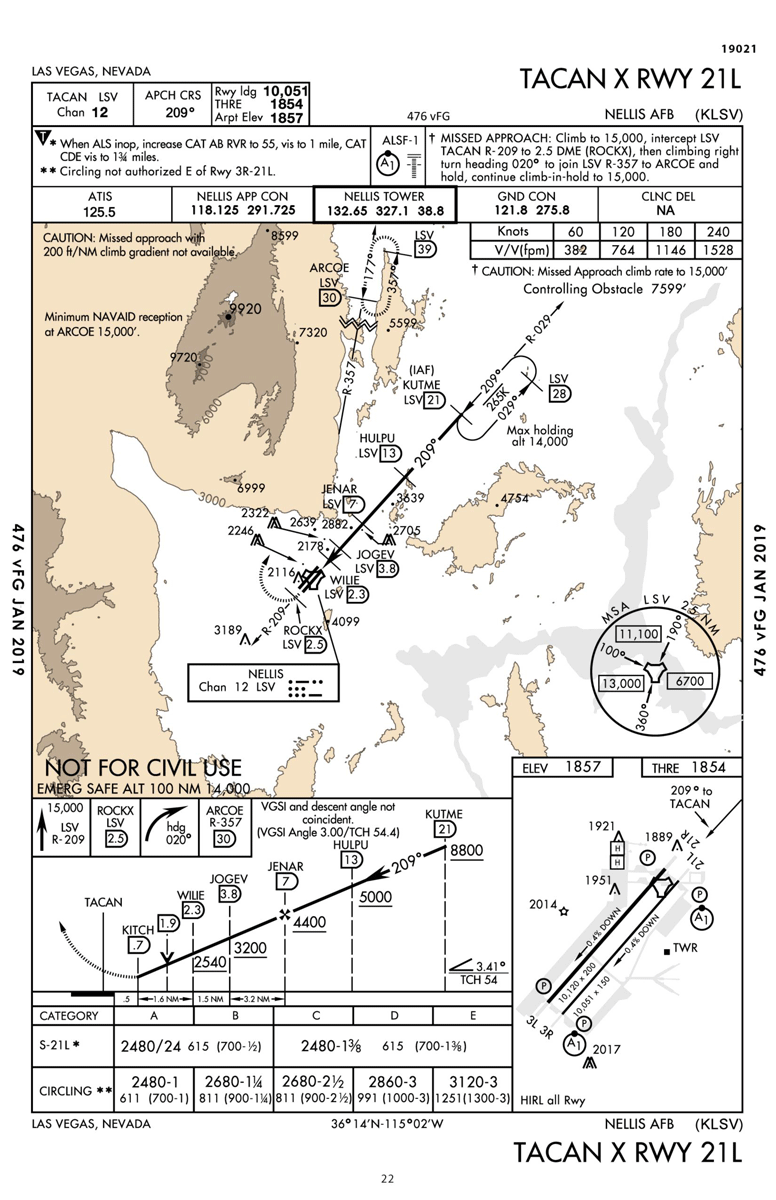 19021
LAS VEGAS, NEVADA
TACAN X RWY 21L
TACAN LSV
Chan 12
APCH CRS
209°
Rwy ldg 10,051
THRE 1854
Arpt Elev 1857
476 vFG
NELLIS AFB (KLSV)
T
* When ALS inop, increase CAT AB RVR to 55, vis to 1 mile, CAT
CDE vis to 1¾ miles.
** Circling not authorized E of Rwy 3R-21L.
ALSF-1
A1
† MISSED APPROACH: Climb to 15,000, intercept LSV
TACAN R-209 to 2.5 DME (ROCKX), then climbing right
turn heading 020° to join LSV R-357 to ARCOE and
hold, continue climb-in-hold to 15.000.
ATIS
125.5
NELLIS APP CON
118.125 291.725
NELLIS TOWER
132.65 327.1 38.8
GND CON
121.8 275.8
CLNC DEL
NA
Knots 60 120 180 240
V/V(fpm) 382 764 1146 1528
† CAUTION: Missed Approach climb rate to 15,000'
Controlling Obstacle 7599'
CAUTION: Missed Approach with
200 ft/NM climb gradient not available.
Minimum NAVAID reception
at ARCOE 15,000'.
8599
9920
7320
9720
9000
6000
6999
3000
ARCOE
LSV
30
LSV
39
177°
357°
5599
R-357
R-029
(IAF)
KUTME
LSV 21
209°
265K
029°
LSV
28
Max holding
alt 14,000
HULPU
LSV 13
209°
JENAR
LSV 7
3639
4754
2322
2639
2882
2705
2246
2178
JOGEV
LSV 3.8
2116
WILIE
LSV 2.3
R-209
4099
3189
ROCKX
LSV 2.5
NELLIS
Chan 12 LSV
MSA LSV 25 NM
11,100
190°
100°
13,000
6700
360°
476 vFG JAN 2019
476 vFG JAN 2019
NOT FOR CIVIL USE
EMERG SAFE ALT 100 NM 14,000
15,000
LSV
R-209
ROCKX
LSV
2.5
hdg
020°
ARCOE
R-357
30
VGSI and descent angle not
coincident.
(VGSI Angle 3.00/TCH 54.4)
KUTME
21
HULPU
13
JENAR
7
JOGEV
3.8
WILIE
2.3
1.9
KITCH
.7
TACAN
209°
8800
5000
4400
3200
2540
3.41°
TCH 54
.5
1.6 NM
1.5 NM
3.2 NM
CATEGORY A B C D E
S-21L * 2480/24 615 (700-½) 2480-1⅜ 615 (700-1⅜)
CIRCLING ** 2480-1 2680-1¼ 2680-2½ 2860-3 3120-3
611 (700-1) 811 (900-1¼) 811 (900-2½) 991 (1000-3) 1251(1300-3)
ELEV 1857
THRE 1854
209° to
TACAN
1921
H
H
1889
21R
21L
P
1951
P
A1
2014
0.4% DOWN
0.4% DOWN
TWR
P
10,120 x 200
10,051 x 150
3L 3R
P
A1
2017
HIRL all Rwy
LAS VEGAS, NEVADA
36°14'N-115°02'W
NELLIS AFB (KLSV)
TACAN X RWY 21L
22